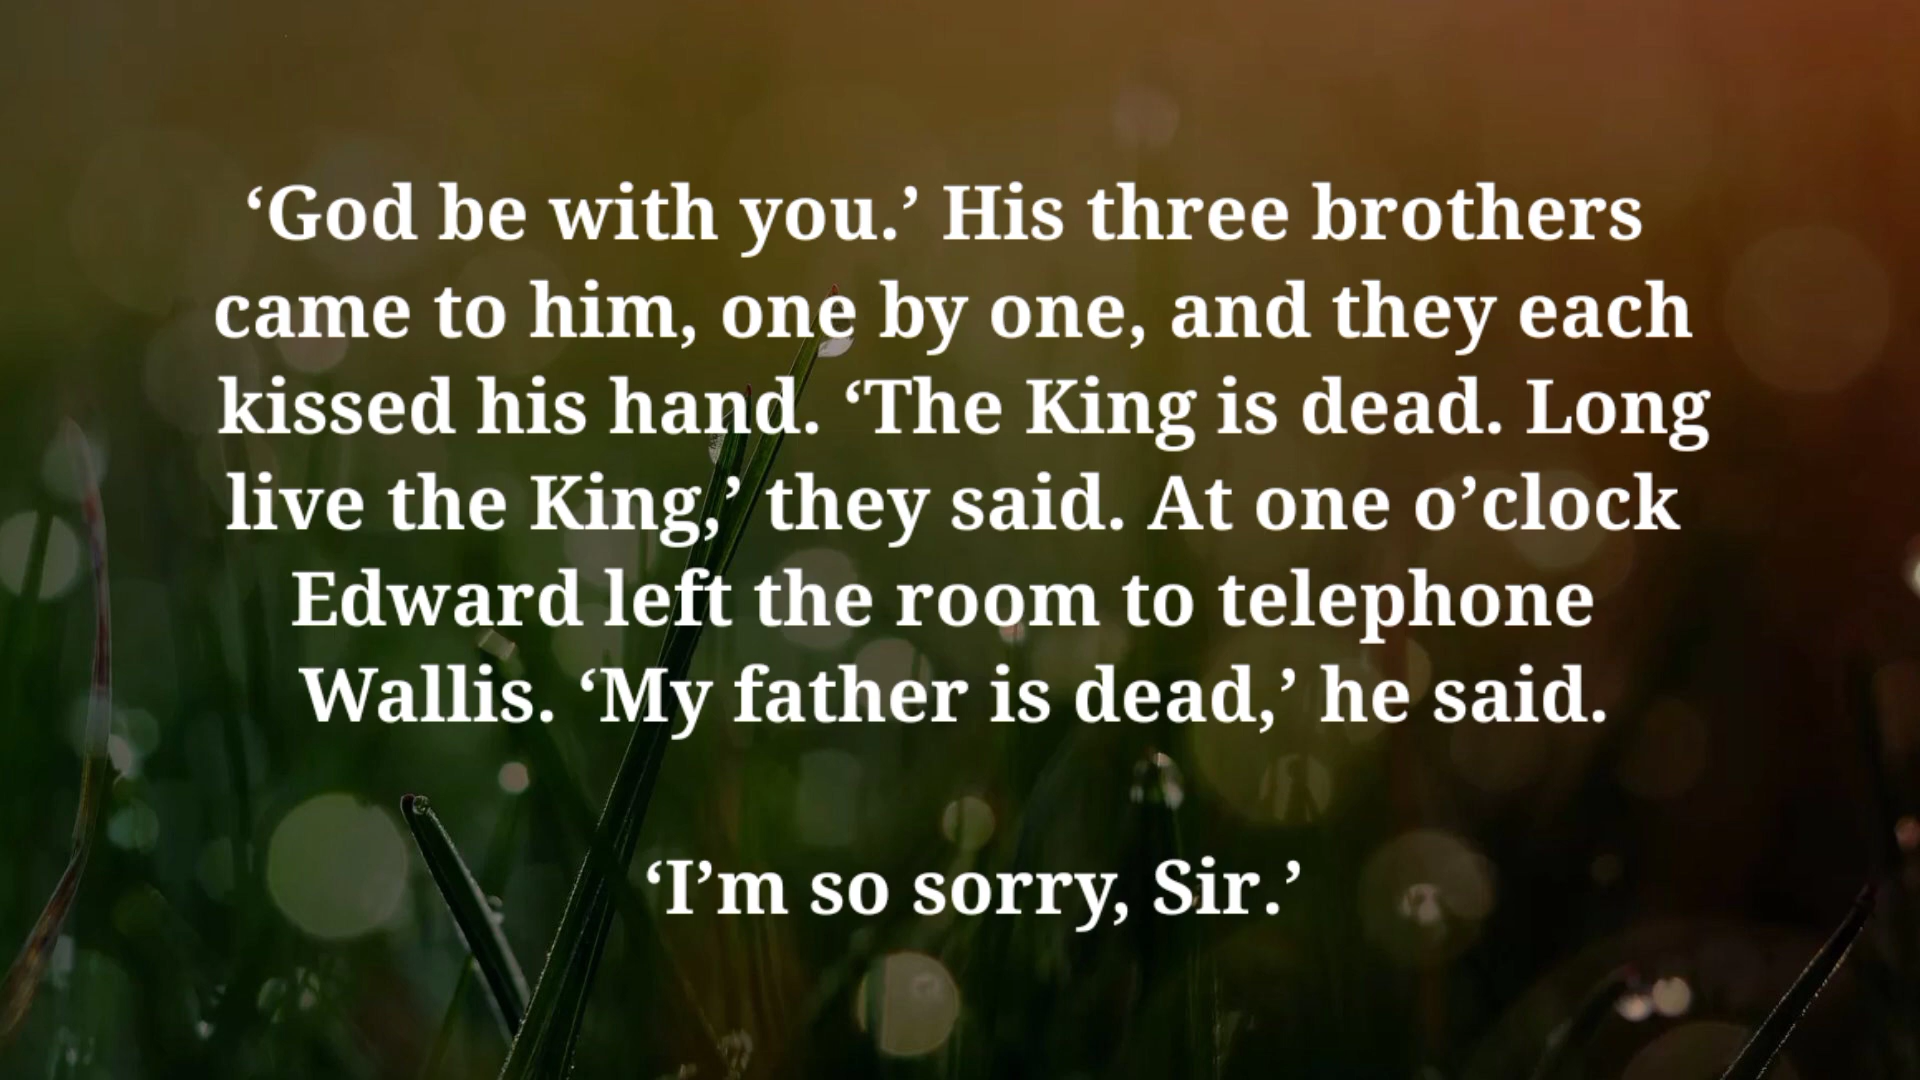 ‘God be with you.’ His three brothers
came to him, one by one, and they each
kissed his hand. ‘The King is dead. Long
live the King,’ they said. At one o’clock
Edward left the room to telephone
Wallis. ‘My father is dead,’ he said.
‘I’m so sorry, Sir.’